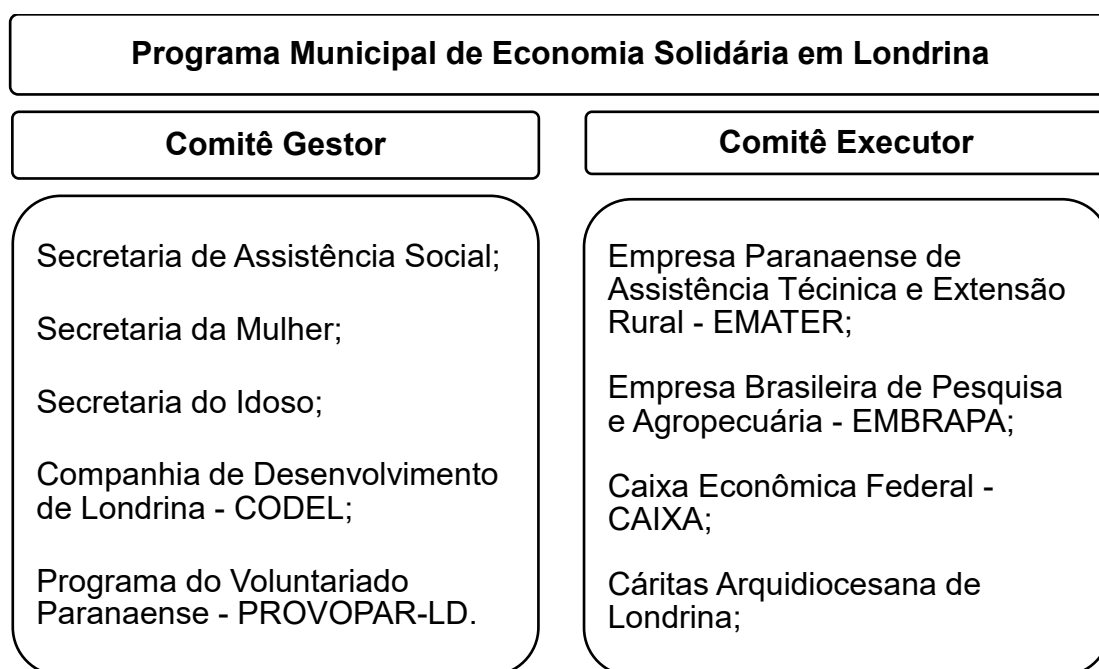 Programa Municipal de Economia Solidária em Londrina
Comitê Gestor
Secretaria de Assistência Social;
Secretaria da Mulher;
Secretaria do Idoso;
Companhia de Desenvolvimento
de Londrina - CODEL;
Programa do Voluntariado
Paranaense - PROVOPAR-LD.
Comitê Executor
Empresa Paranaense de
Assistência Técinica e Extensão
Rural - EMATER;
Empresa Brasileira de Pesquisa
e Agropecuária - EMBRAPA;
Caixa Econômica Federal -
CAIXA;
Cáritas Arquidiocesana de
Londrina;